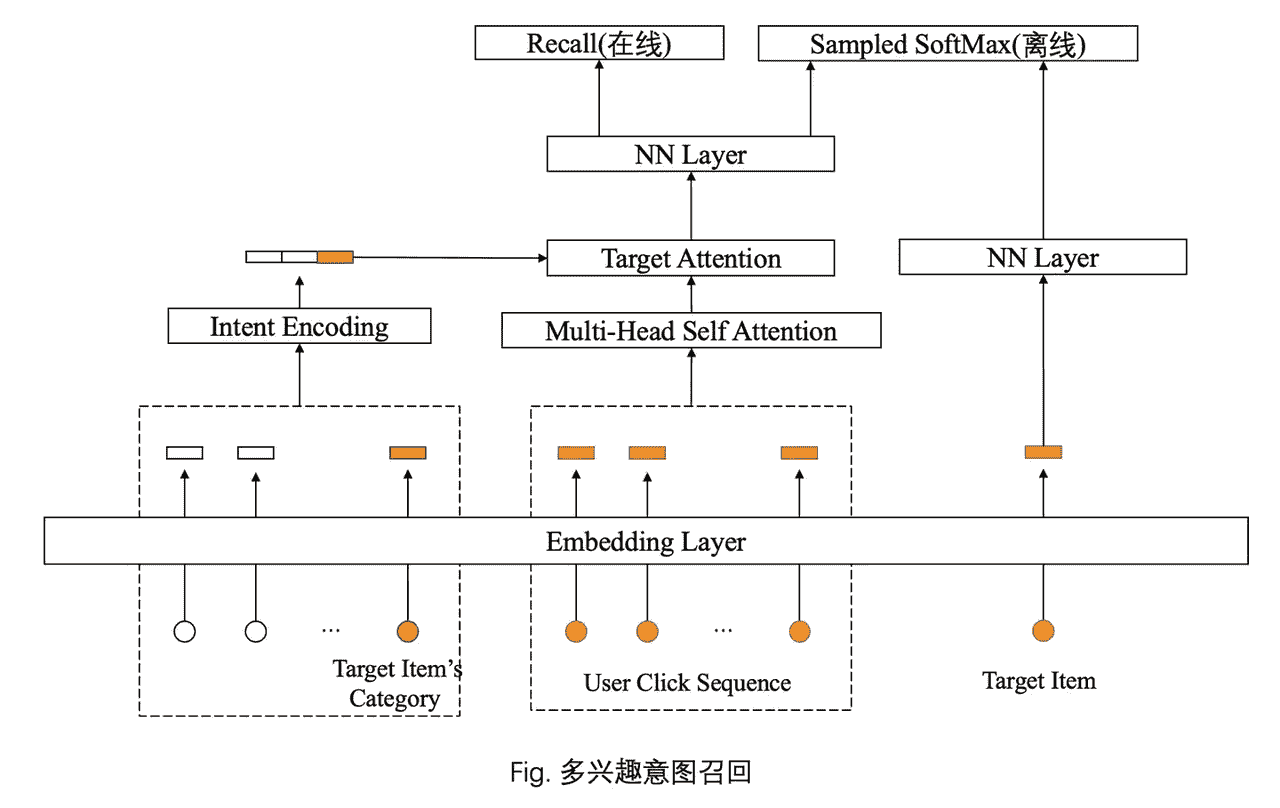 Recall(在线)
Sampled SoftMax(离线)
NN Layer
Target Attention
NN Layer
Intent Encoding
Multi-Head Self Attention
Embedding Layer
...
...
Target Item's
Category
User Click Sequence
Target Item
Fig. 多兴趣意图召回